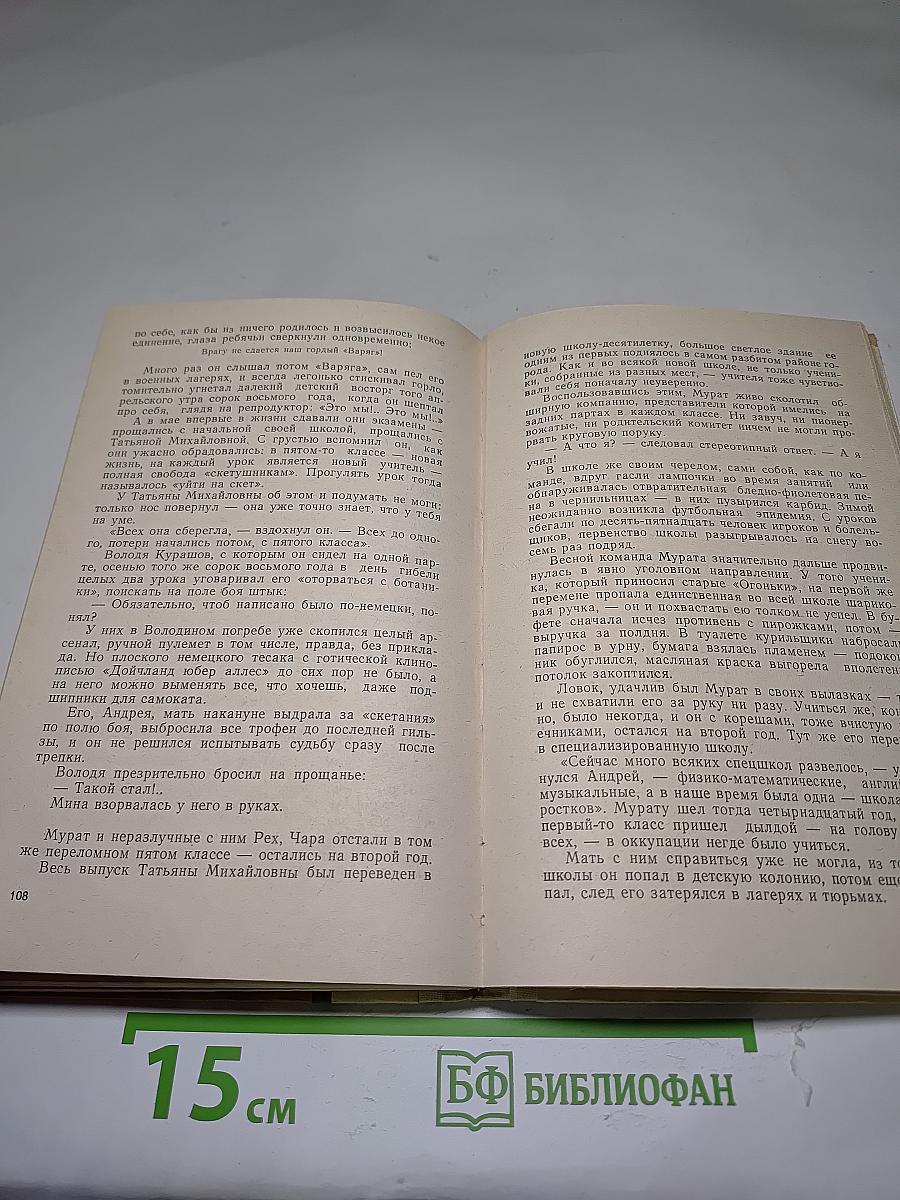 по себе, как бы из ничего родилось и возвысилось некое
единение, глаза ребячьи сверкнули одновременно:
Врагу не сдается наш гордый «Варяг»!
Много раз он слышал потом «Варяга», сам пел его
в военных лагерях, и всегда легонько стискивал горло,
томительно угнетал далекий детский восторг того ап-
рельского утра сорок восьмого года, когда он шептал
про себя, глядя на репродуктор: «Это мы!.. Это мы!..»
А в мае впервые в жизни сдавали они экзамены —
прощались с начальной своей школой, прощались с
Татьяной Михайловной. С грустью вспомнил он, как
они ужасно обрадовались: в пятом-то классе — новая
жизнь, на каждый урок является новый учитель —
полная свобода «скетушникам». Прогулять урок тогда
называлось «уйти на скет».
У Татьяны Михайловны об этом и подумать не моги:
только нос повернул — она уже точно знает, что у тебя
на уме.
«Всех она сберегла, — вздохнул он. — Всех до одно-
го, потери начались потом, с пятого класса».
Володя Курашов, с которым он сидел на одной пар-
те, осенью того же сорок восьмого года в день гибели
целых два урока уговаривал его «оторваться с ботани-
ки», поискать на поле боя штык:
— Обязательно, чтоб написано было по-немецки, по-
нял?
У них в Володином погребе уже скопился целый ар-
сенал, ручной пулемет в том числе, правда, без прикла-
да. Но плоского немецкого тесака с готической клино-
писью «Дойчланд юбер аллес» до сих пор не было, а
на него можно выменять все, что хочешь, даже под-
шипники для самоката.
Его, Андрея, мать накануне выдрала за «скетания»
по полю боя, выбросила все трофеи до последней гиль-
зы, и он не решился испытывать судьбу сразу после
трепки.
Володя презрительно бросил на прощанье:
— Такой стал!..
Мина взорвалась у него в руках.
Мурат и неразлучные с ним Рех, Чара отстали в том
же переломном пятом классе — остались на второй год.
Весь выпуск Татьяны Михайловны был переведен в
108
новую школу-десятилетку, большое светлое здание ее
одним из первых поднялось в самом разбитом районе го-
рода. Как и во всякой новой школе, не только учени-
ки, собранные из разных мест, — учителя тоже чувство-
вали себя поначалу неуверенно.
Воспользовавшись этим, Мурат живо сколотил об-
ширную компанию, представители которой имелись на
задних партах в каждом классе. Ни завуч, ни пионер-
вожатые, ни родительский комитет ничем не могли про-
рвать круговую поруку.
— А что я? — следовал стереотипный ответ. — А я
учил!
В школе же своим чередом, сами собой, как по ко-
манде, вдруг гасли лампочки во время занятий или
обнаруживалась отвратительная бледно-фиолетовая пе-
на в чернильницах — в них пузырился карбид. Зимой
неожиданно возникла футбольная эпидемия. С уроков
сбегали по десять-пятнадцать человек игроков и болель-
щиков, первенство школы разыгрывалось на снегу во-
семь раз подряд.
Весной команда Мурата значительно дальше продви-
нулась в явно уголовном направлении. У того учени-
ка, который приносил старые «Огоньки», на первой же
перемене пропала единственная во всей школе шарико-
вая ручка, — он и похвастать ею толком не успел. В бу-
фете сначала исчез противень с пирожками, потом —
выручка за полдня. В туалете курильщики набросал
папирос в урну, бумага взялась пламенем — подокон
ник обуглился, масляная краска выгорела вполстен
потолок закоптился.
Ловок, удачлив был Мурат в своих вылазках — т
и не схватили его за руку ни разу. Учиться же, кон
но, было некогда, и он с корешами, тоже вчистую
ечниками, остался на второй год. Тут же его пере
в специализированную школу.
«Сейчас много всяких спецшкол развелось, — у
нулся Андрей, — физико-математические, англий
музыкальные, а в наше время была одна — школа
ростков». Мурату шел тогда четырнадцатый год,
первый-то класс пришел дылдой — на голову
всех, — в оккупации негде было учиться.
Мать с ним справиться уже не могла, из т
школы он попал в детскую колонию, потом еще
пал, след его затерялся в лагерях и тюрьмах.
15 см
БФ БИБЛИОФАН